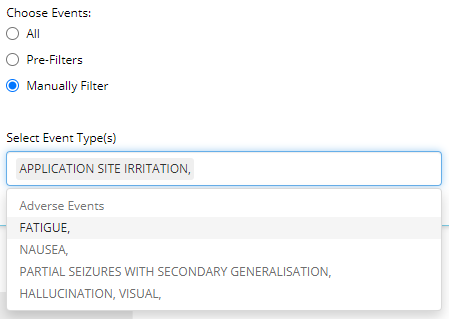 Choose Events:
All
Pre-Filters
Manually Filter
Select Event Type(s)
APPLICATION SITE IRRITATION,
Adverse Events
FATIGUE,
NAUSEA,
PARTIAL SEIZURES WITH SECONDARY GENERALISATION,
HALLUCINATION, VISUAL,